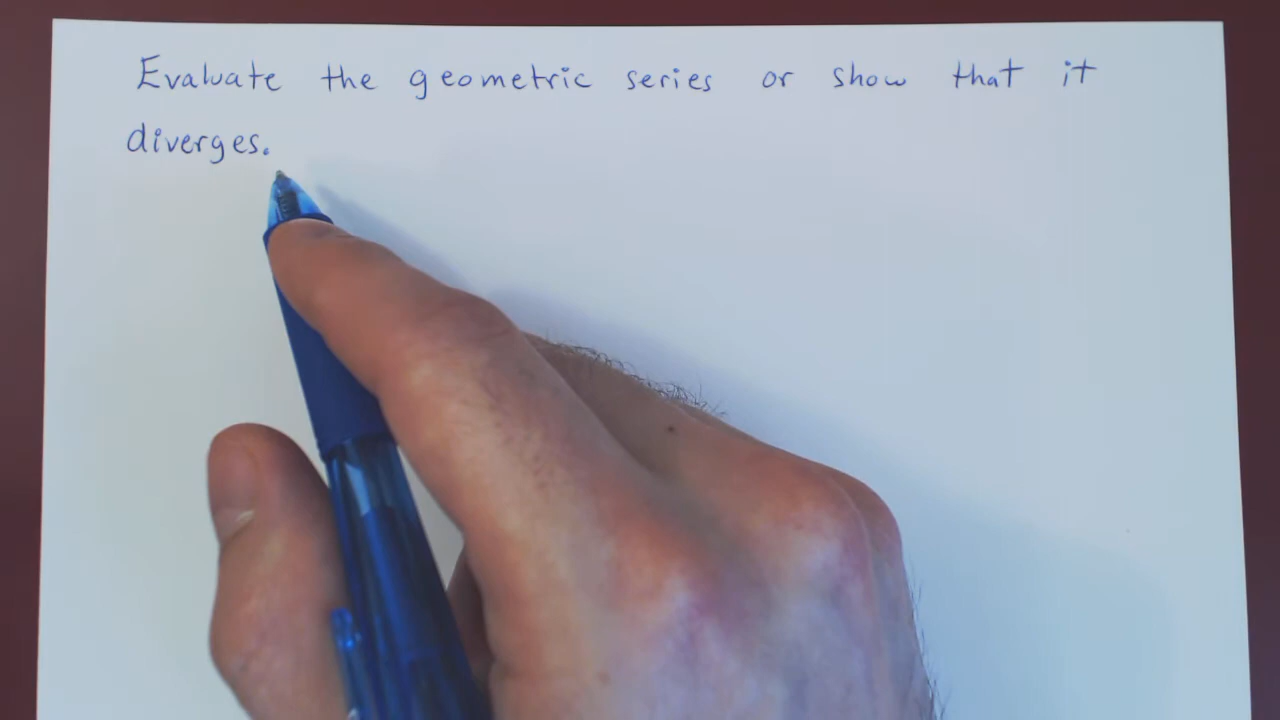 Evaluate the geometric series or show that it
diverges.